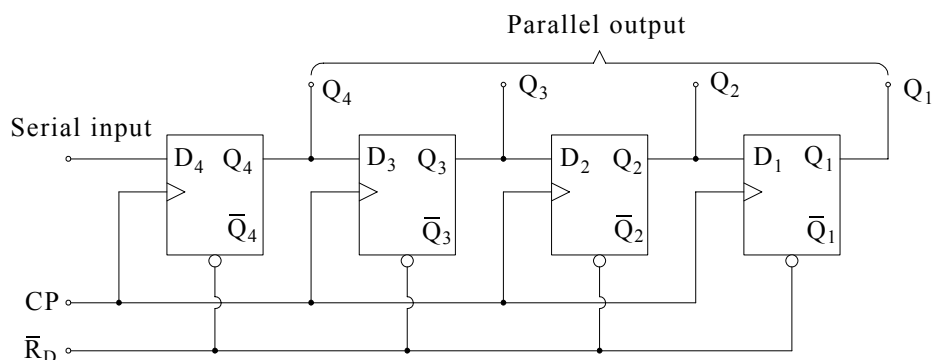 Parallel output
Q₄ Q₃ Q₂ Q₁
Serial input
D₄ Q₄ D₃ Q₃ D₂ Q₂ D₁ Q₁
Q̅₄ Q̅₃ Q̅₂ Q̅₁
CP
R̅_D